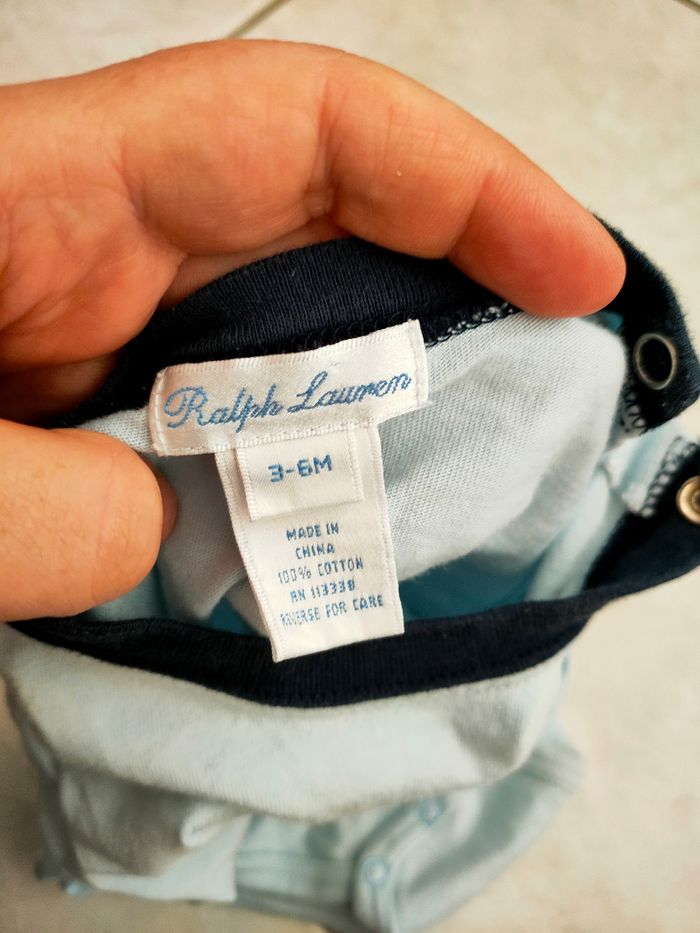 Ralph Lauren
3-6M
MADE IN
CHINA
100% COTTON
RN 113338
REVERSE FOR CARE